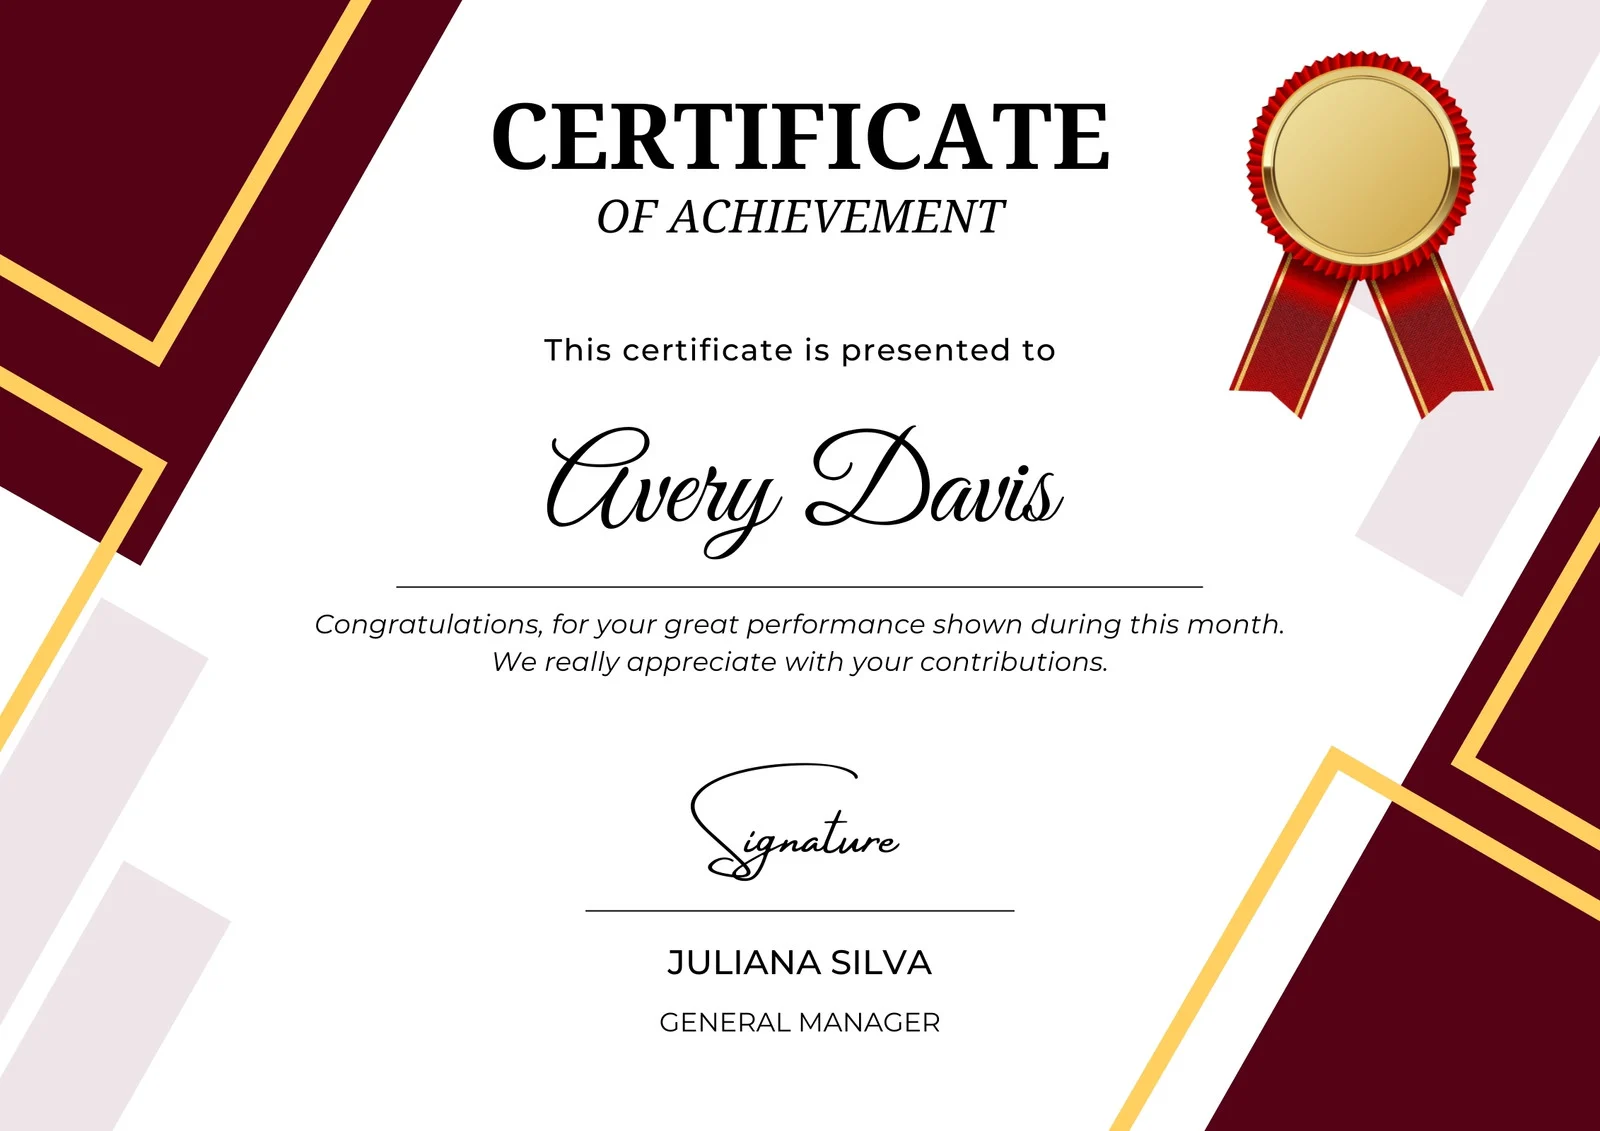 CERTIFICATE
OF ACHIEVEMENT
This certificate is presented to
Avery Davis
Congratulations, for your great performance shown during this month.
We really appreciate with your contributions.
Signature
JULIANA SILVA
GENERAL MANAGER